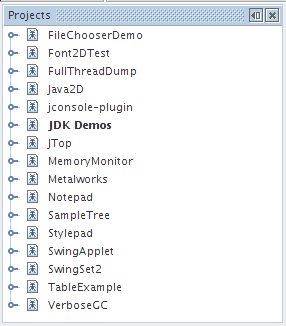 Projects
FileChooserDemo
Font2DTest
FullThreadDump
Java2D
jconsole-plugin
JDK Demos
JTop
MemoryMonitor
Metalworks
Notepad
SampleTree
Stylepad
SwingApplet
SwingSet2
TableExample
VerboseGC